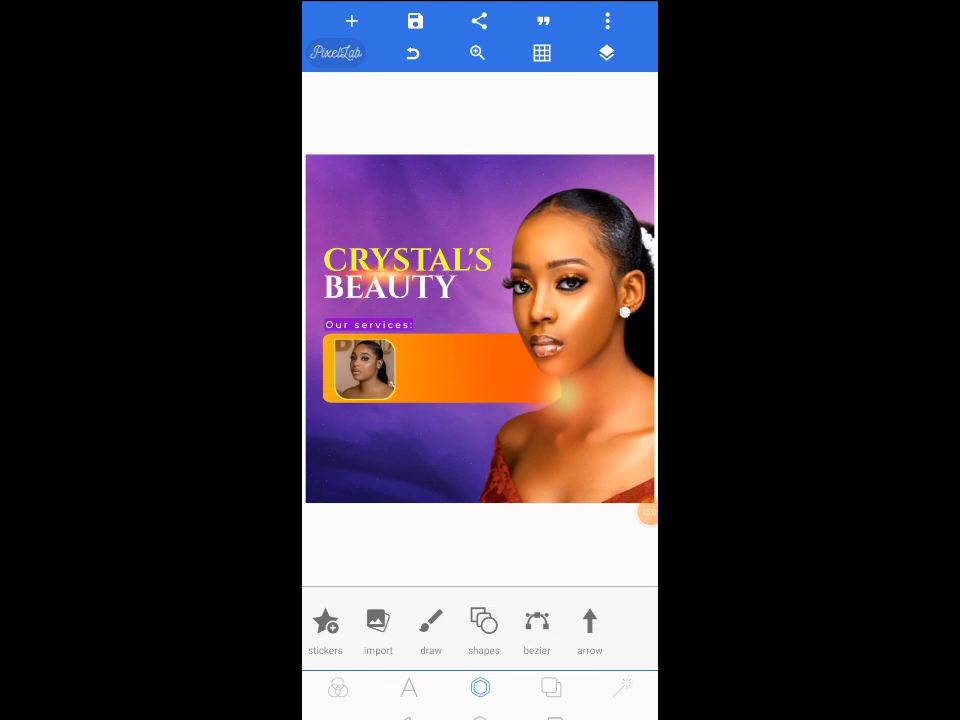 PixelLab
CRYSTAL'S
BEAUTY
Our services:
stickers
import
draw
shapes
bezier
arrow